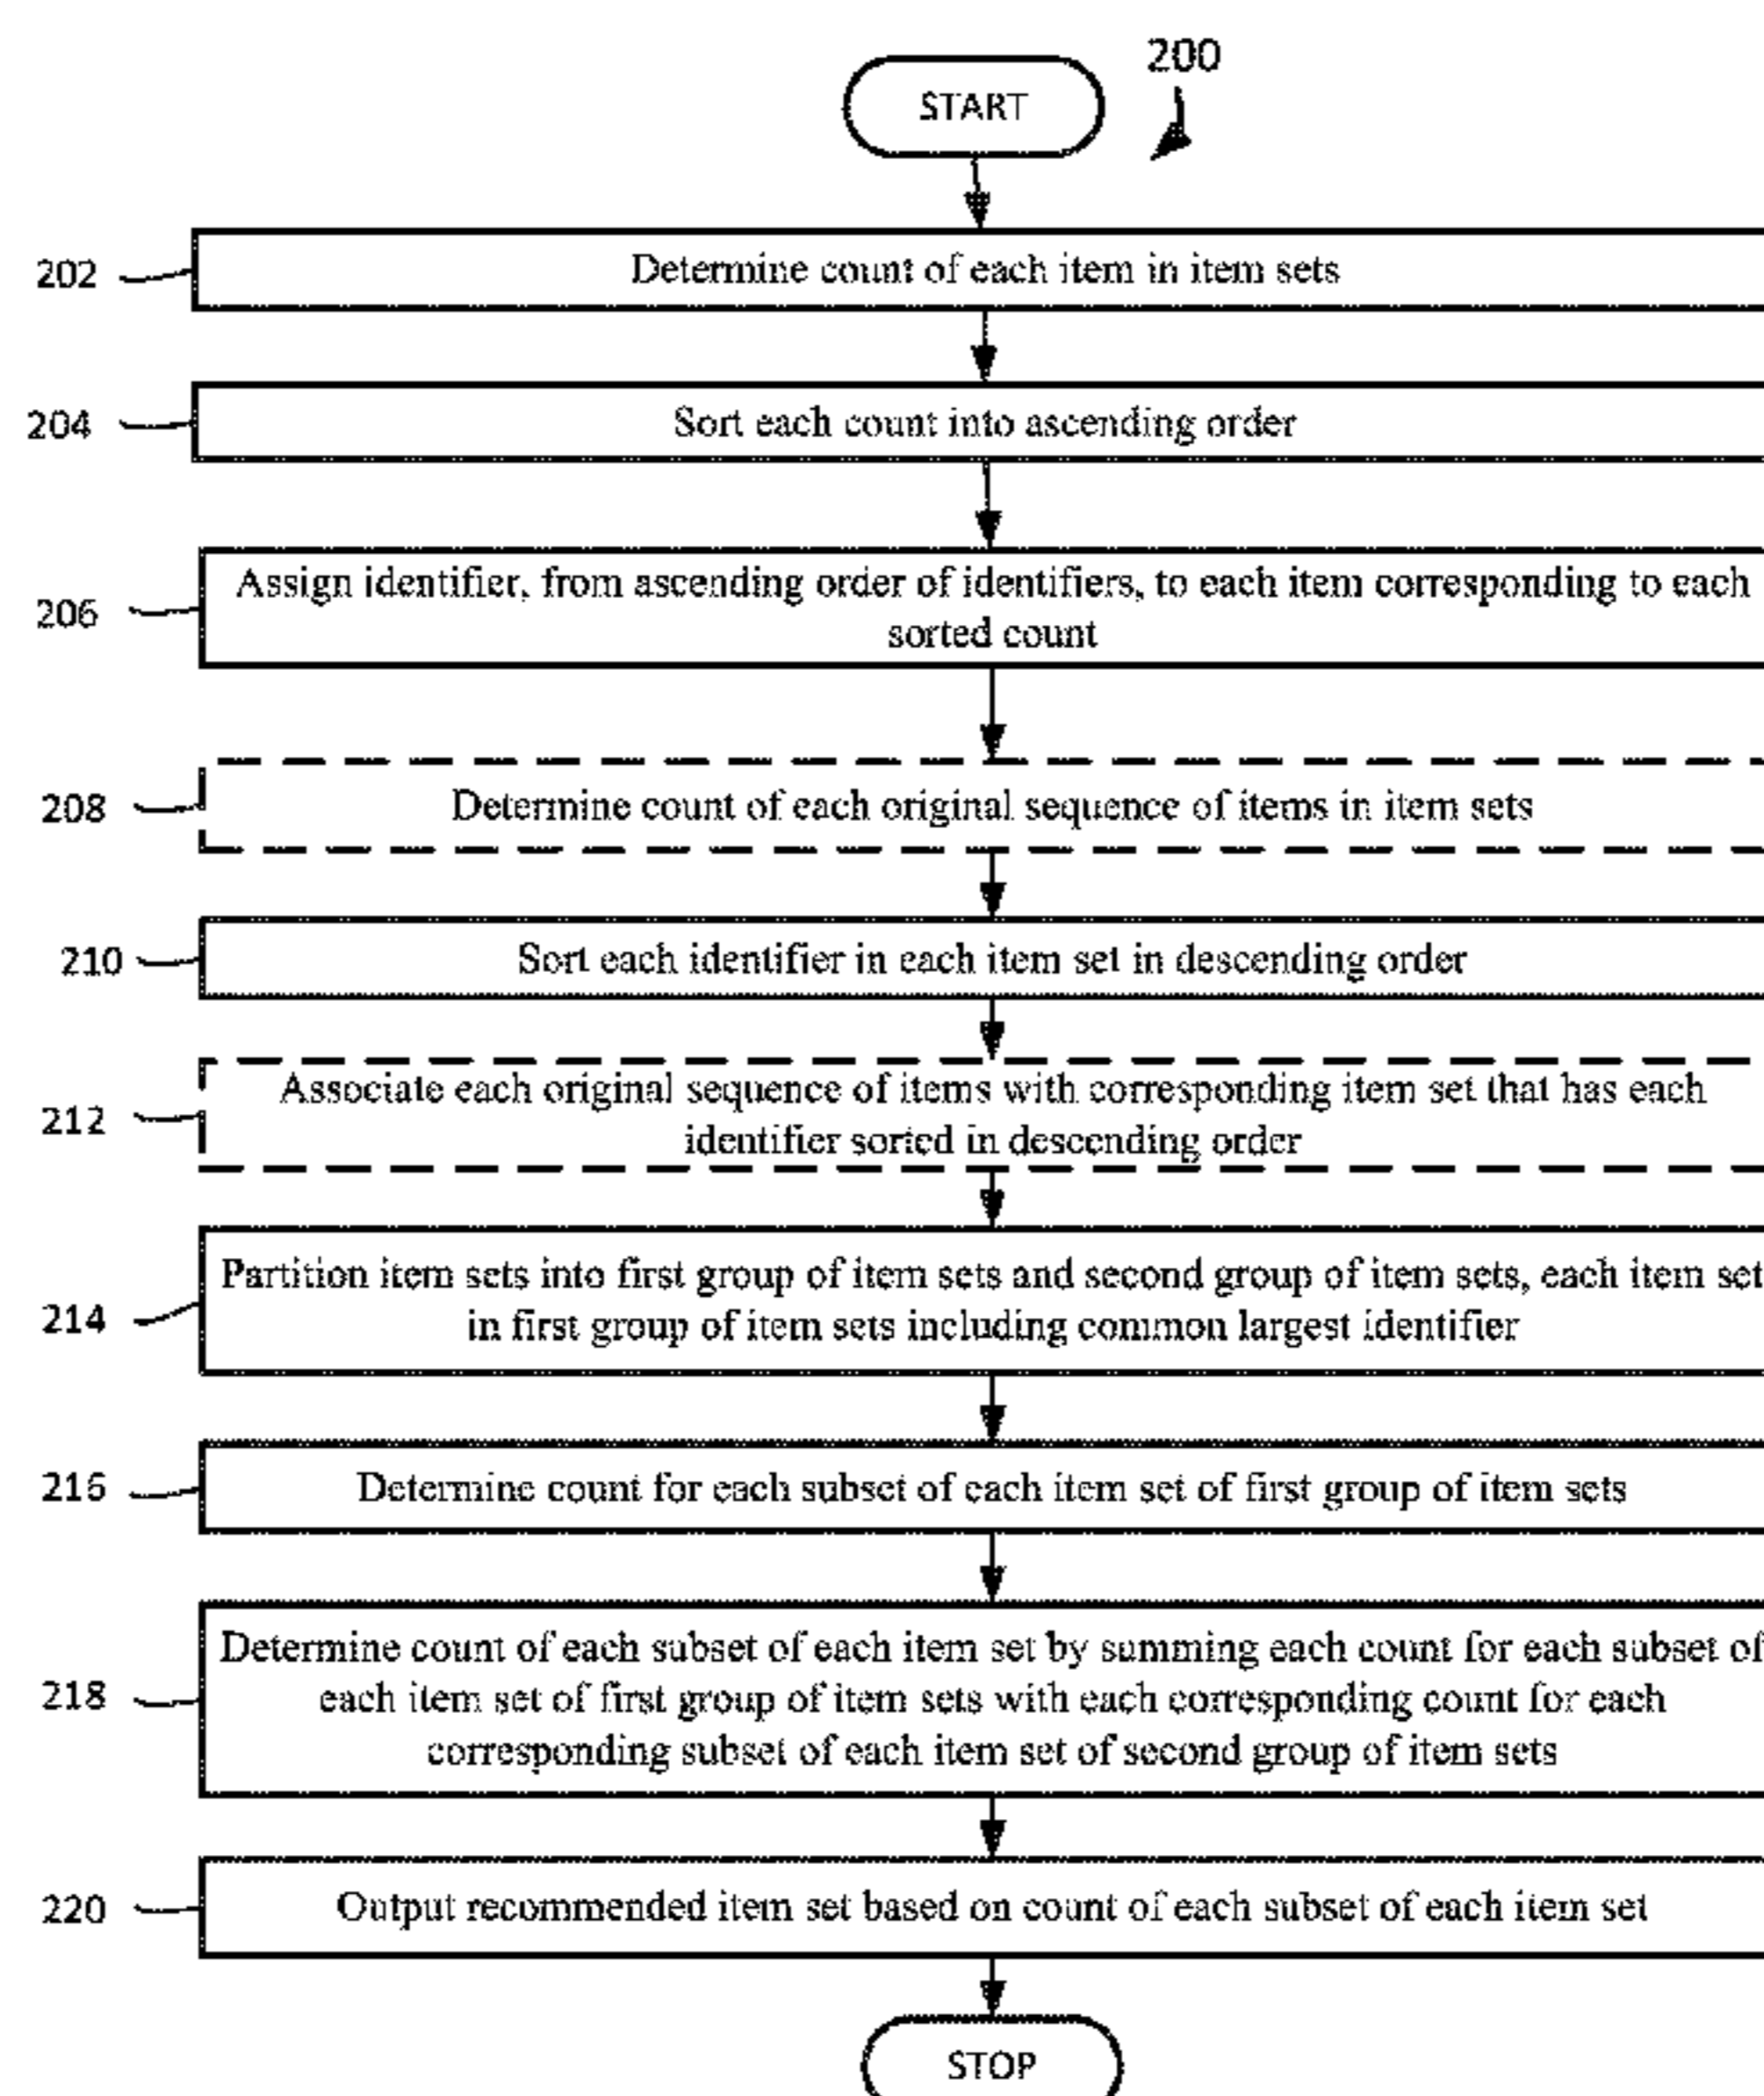 200
START
202
Determine count of each item in item sets
204
Sort each count into ascending order
206
Assign identifier, from ascending order of identifiers, to each item corresponding to each
sorted count
208
Determine count of each original sequence of items in item sets
210
Sort each identifier in each item set in descending order
212
Associate each original sequence of items with corresponding item set that has each
identifier sorted in descending order
214
Partition item sets into first group of item sets and second group of item sets, each item set
in first group of item sets including common largest identifier
216
Determine count for each subset of each item set of first group of item sets
218
Determine count of each subset of each item set by summing each count for each subset of
each item set of first group of item sets with each corresponding count for each
corresponding subset of each item set of second group of item sets
220
Output recommended item set based on count of each subset of each item set
STOP